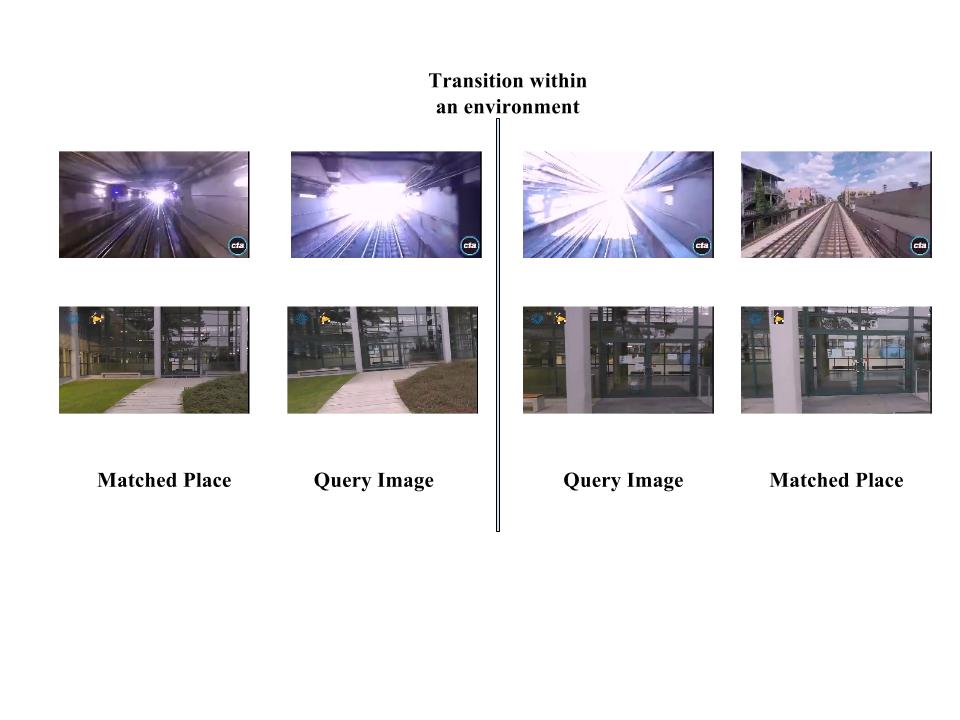 Transition within
an environment
cta
cta
cta
cta
Matched Place
Query Image
Query Image
Matched Place